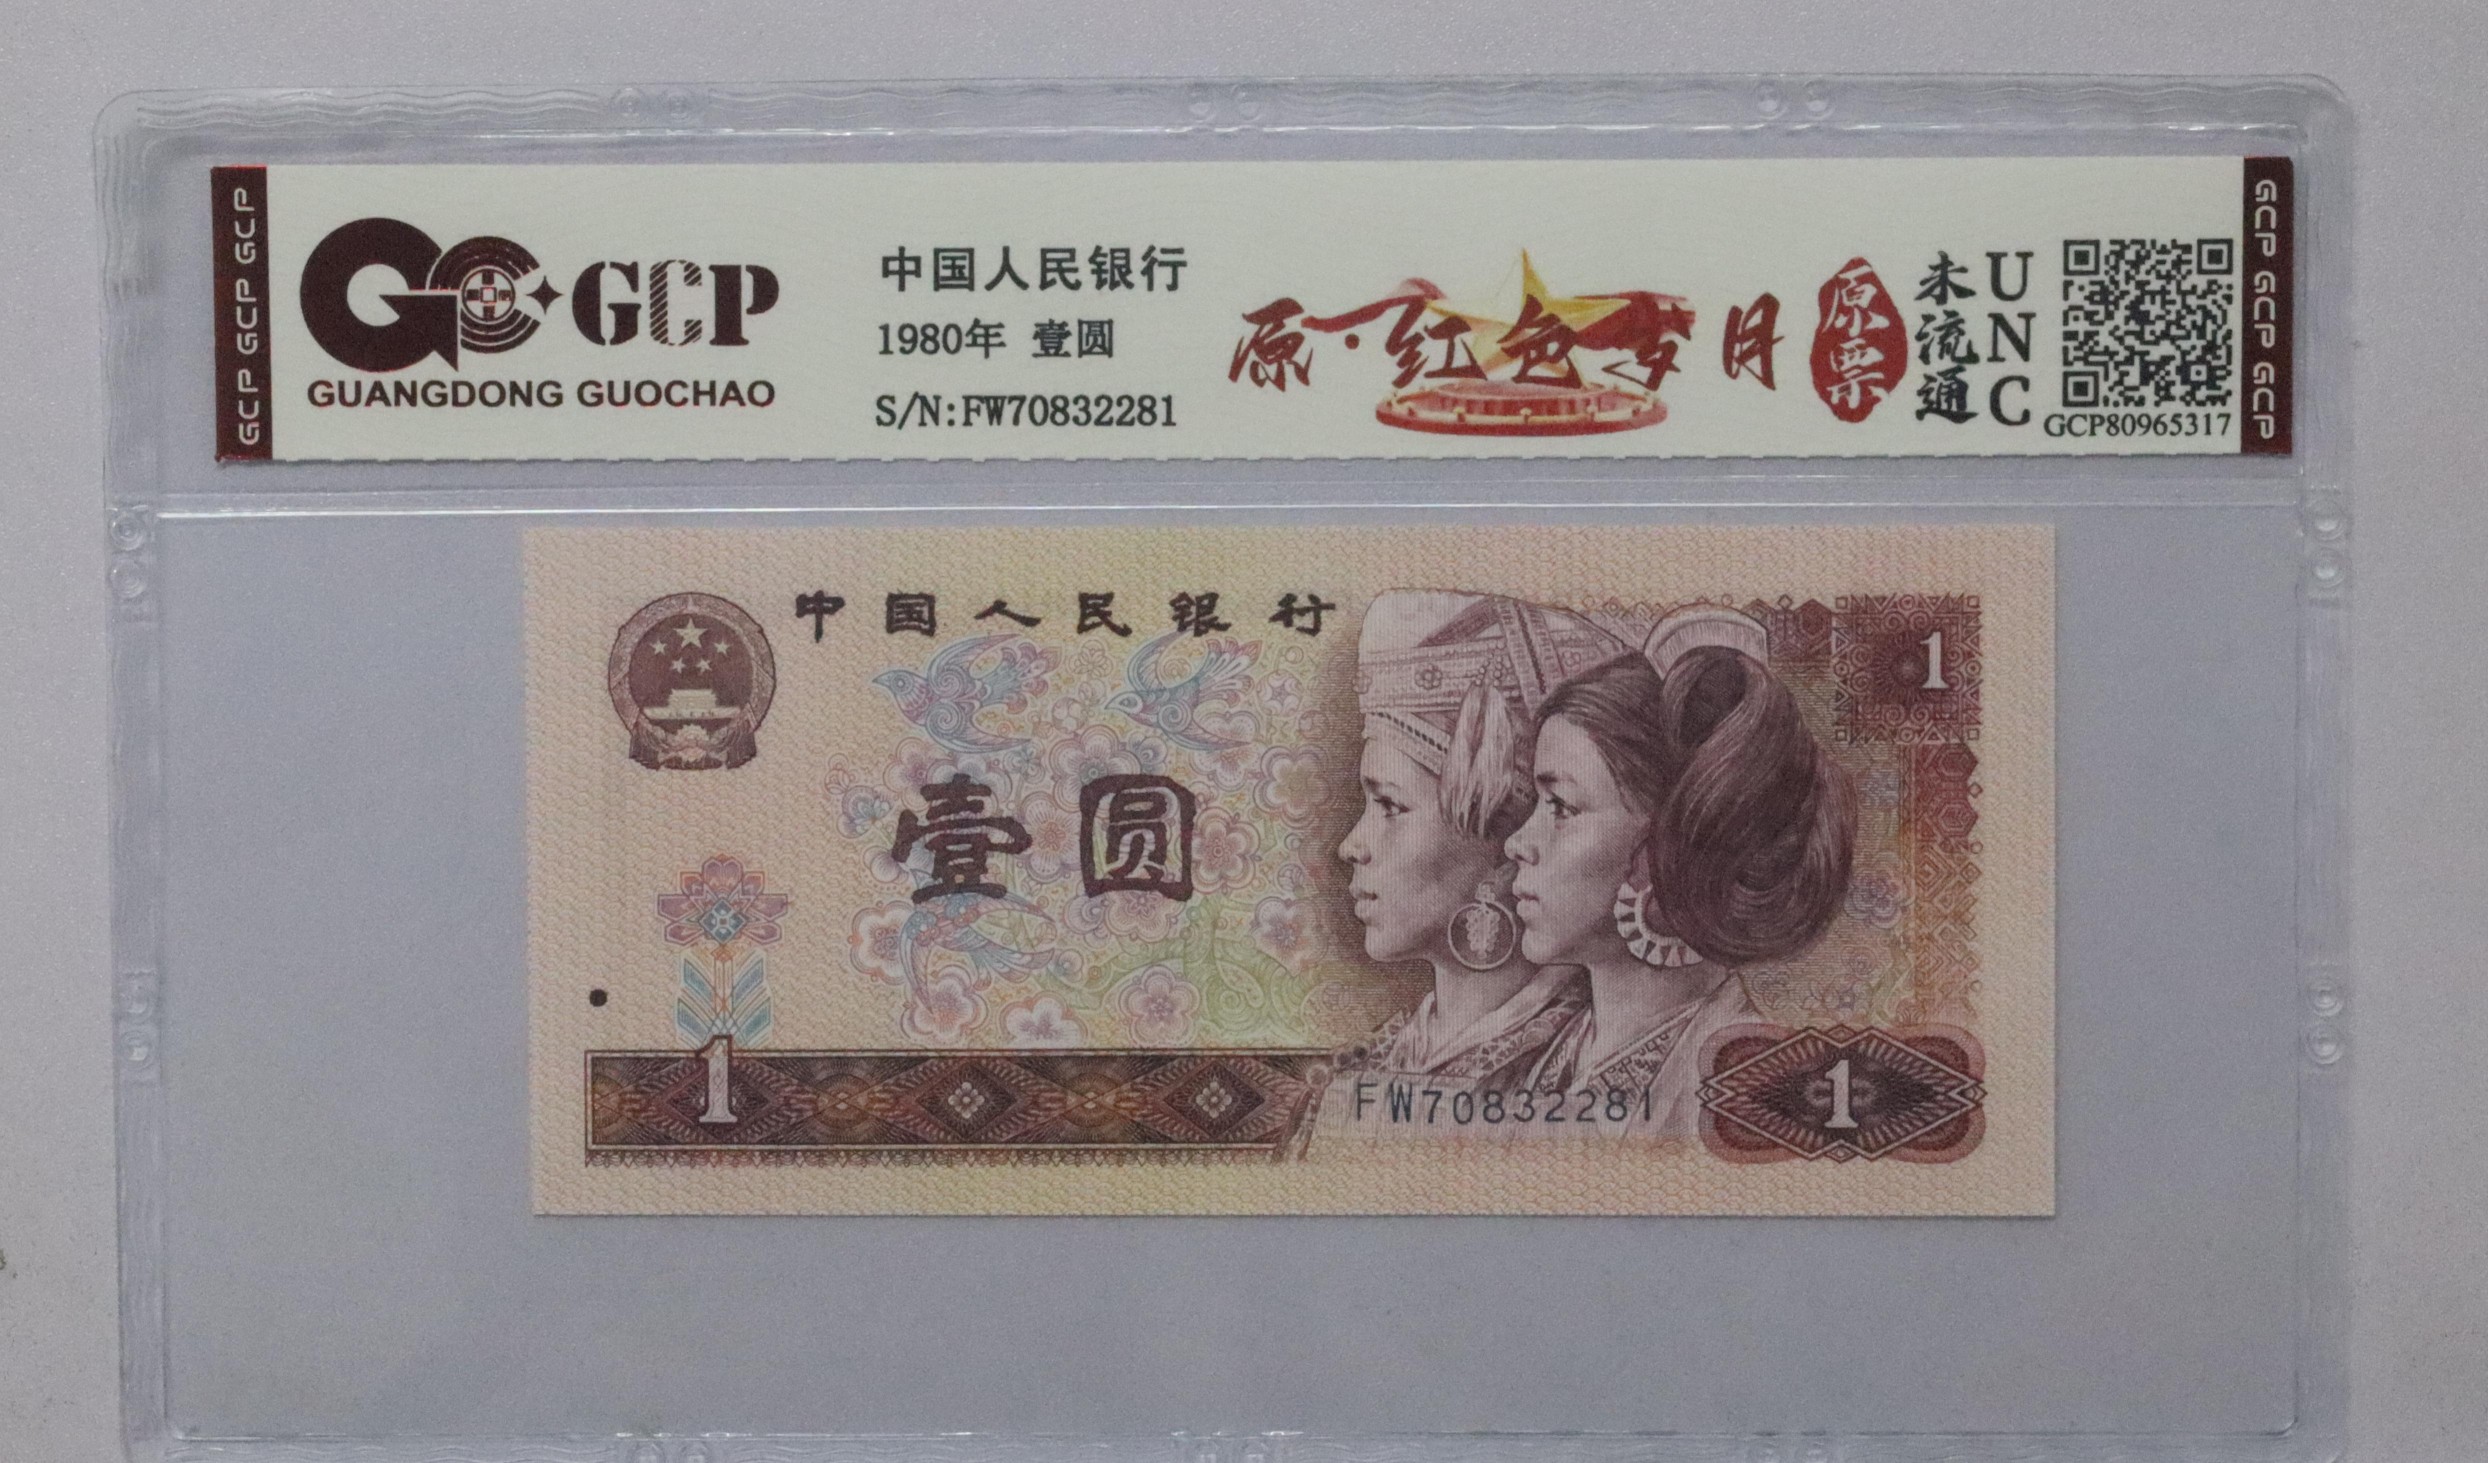 GCP GCP GCP
GCP
GUANGDONG GUOCHAO
中国人民银行
1980年 壹圆
S/N:FW70832281
原·红色岁月
原票
未流通
UNC
GCP80965317
GCP GCP GCP
中国人民银行
1
壹圆
1
FW70832281
1